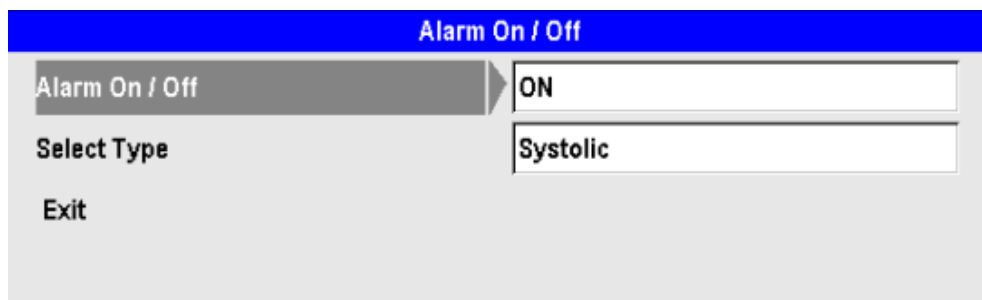 Alarm On / Off
Alarm On / Off ON
Select Type Systolic
Exit